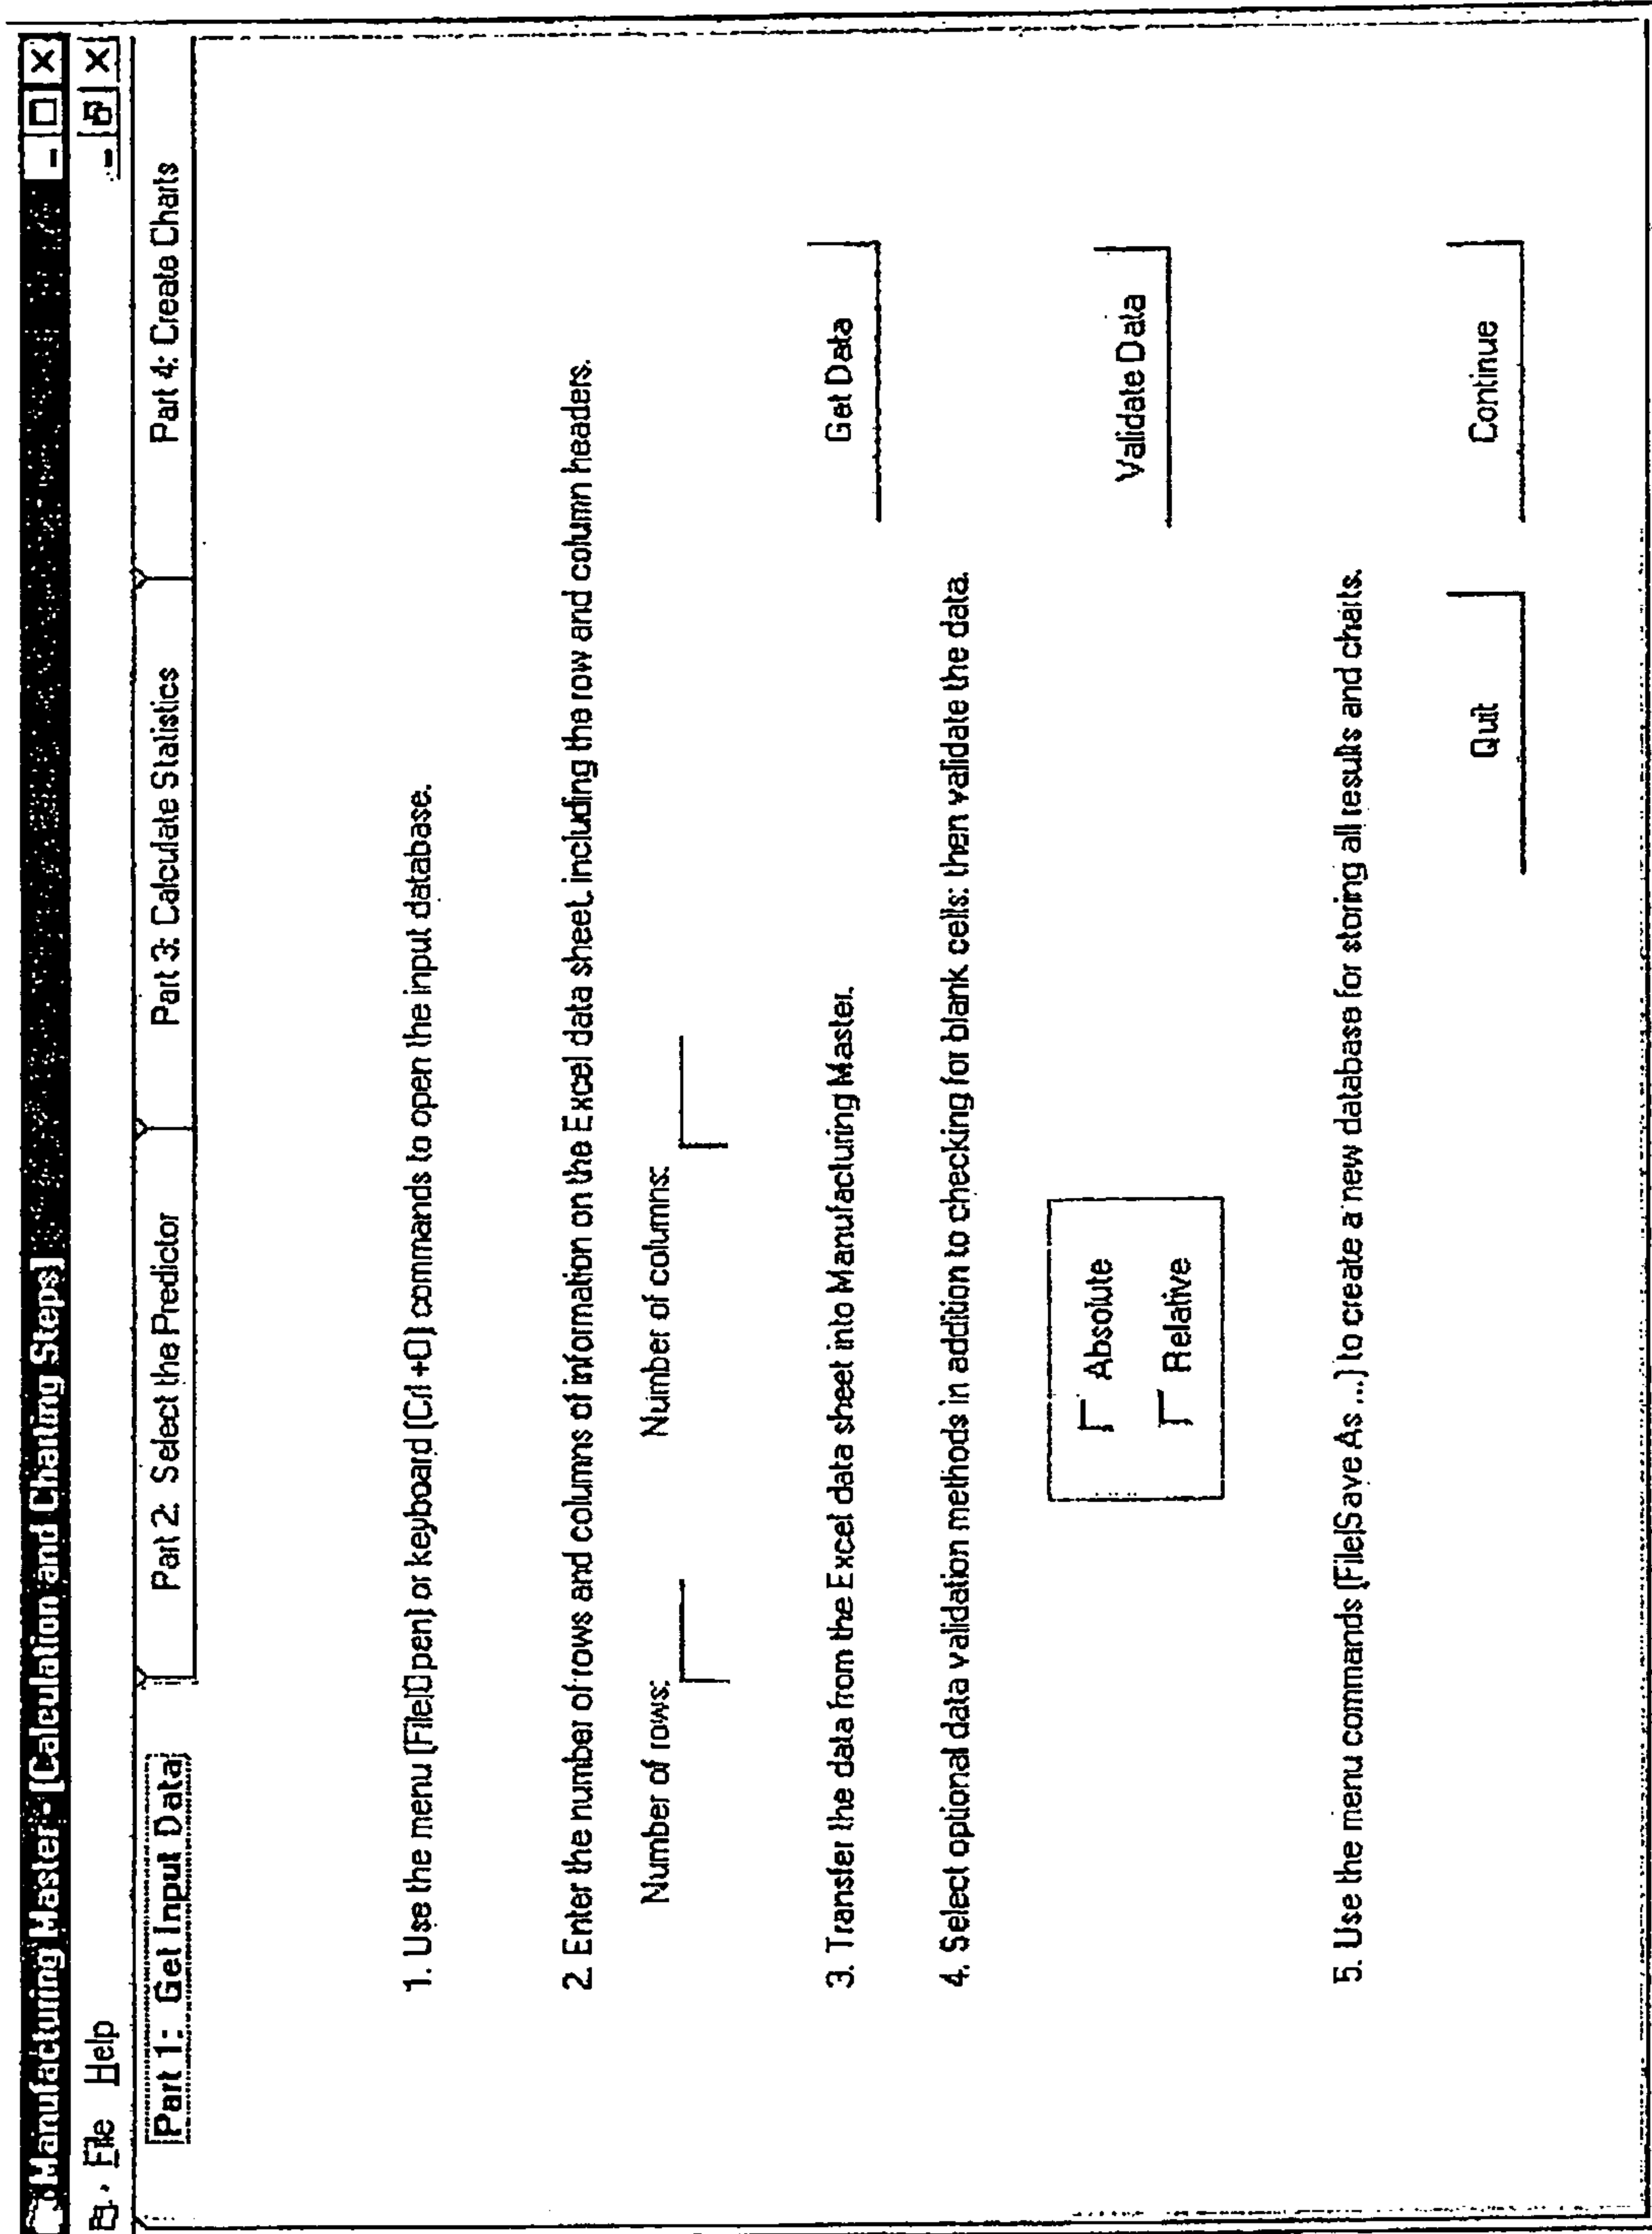 Manufacturing Master - [Calculation and Charting Steps]
File Help
Part 1: Get Input Data
Part 2: Select the Predictor
Part 3: Calculate Statistics
Part 4: Create Charts
1. Use the menu (File|Open) or keyboard (Crl +O) commands to open the input database.
2. Enter the number of rows and columns of information on the Excel data sheet, including the row and column headers.
Number of rows:
Number of columns:
3. Transfer the data from the Excel data sheet into Manufacturing Master.
Get Data
4. Select optional data validation methods in addition to checking for blank cells: then validate the data.
Absolute
Relative
Validate Data
5. Use the menu commands (File|Save As ...) to create a new database for storing all results and charts.
Quit
Continue